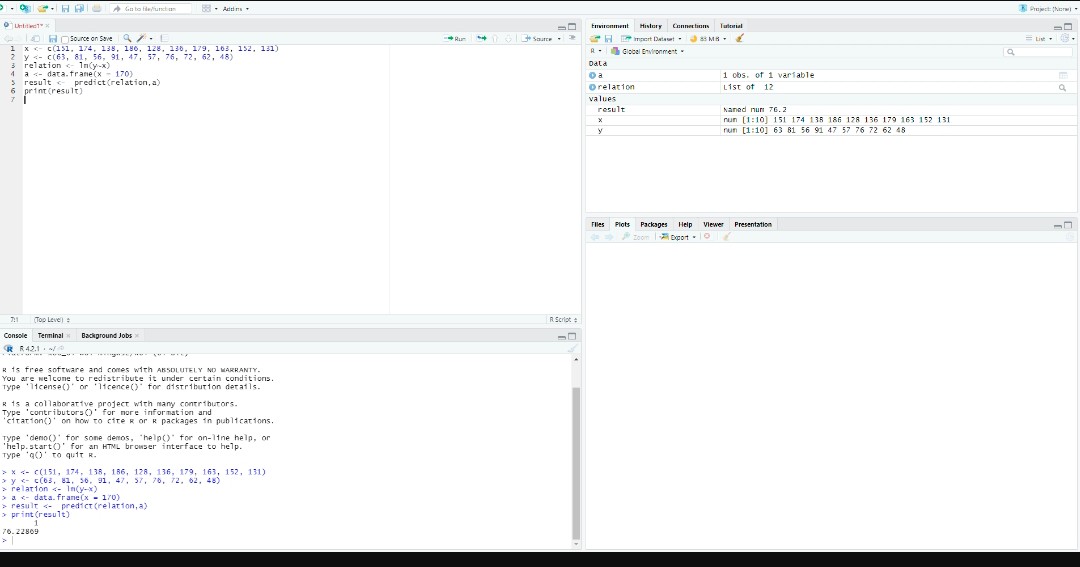 Go to file/function
Addins
Project: (None)
Untitled1*
Source on Save
Run
Source
1 x <- c(151, 174, 138, 186, 128, 136, 179, 163, 152, 131)
2 y <- c(63, 81, 56, 91, 47, 57, 76, 72, 62, 48)
3 relation <- lm(y~x)
4 a <- data.frame(x = 170)
5 result <- predict(relation,a)
6 print(result)
7
7:1 (Top Level) R Script
Console Terminal Background Jobs
R 4.2.1 · ~/
R is free software and comes with ABSOLUTELY NO WARRANTY.
You are welcome to redistribute it under certain conditions.
Type 'license()' or 'licence()' for distribution details.
R is a collaborative project with many contributors.
Type 'contributors()' for more information and
'citation()' on how to cite R or R packages in publications.
Type 'demo()' for some demos, 'help()' for on-line help, or
'help.start()' for an HTML browser interface to help.
Type 'q()' to quit R.
> x <- c(151, 174, 138, 186, 128, 136, 179, 163, 152, 131)
> y <- c(63, 81, 56, 91, 47, 57, 76, 72, 62, 48)
> relation <- lm(y~x)
> a <- data.frame(x = 170)
> result <- predict(relation,a)
> print(result)
1
76.22869
>
Environment History Connections Tutorial
Import Dataset 83 MiB List
R Global Environment
Data
a 1 obs. of 1 variable
relation List of 12
Values
result Named num 76.2
x num [1:10] 151 174 138 186 128 136 179 163 152 131
y num [1:10] 63 81 56 91 47 57 76 72 62 48
Files Plots Packages Help Viewer Presentation
Zoom Export